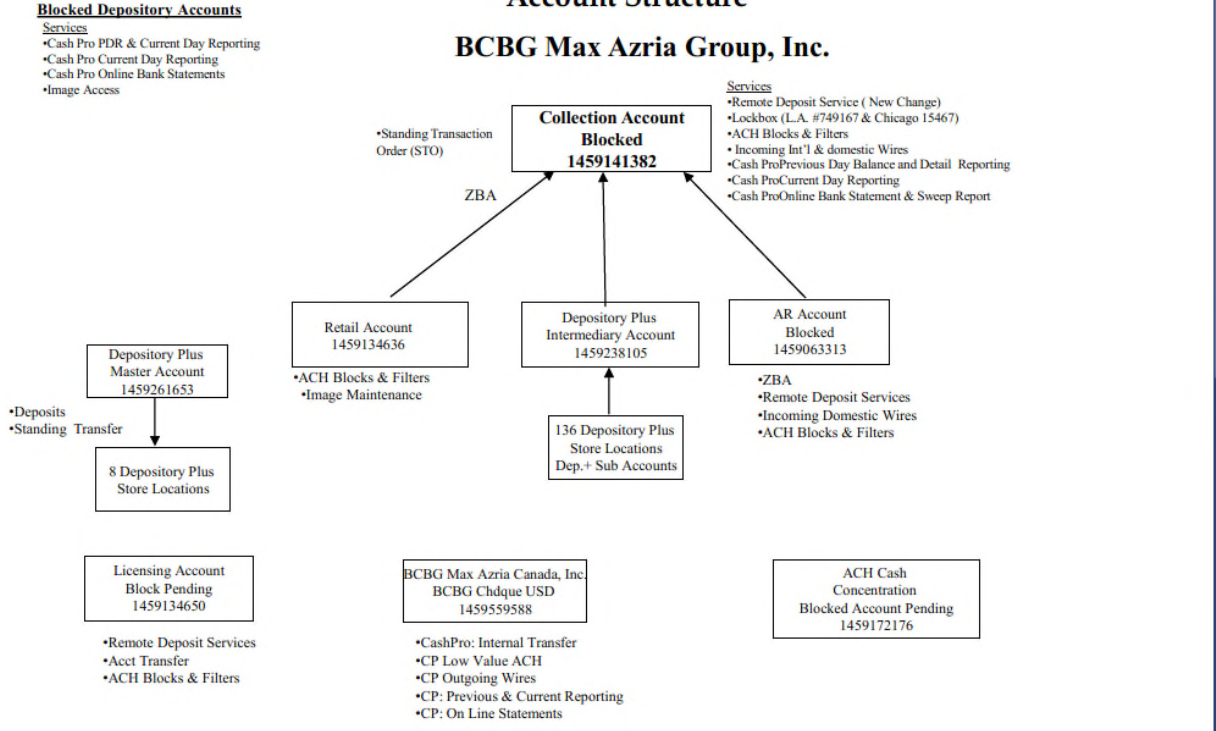 Blocked Depository Accounts
Services
•Cash Pro PDR & Current Day Reporting
•Cash Pro Current Day Reporting
•Cash Pro Online Bank Statements
•Image Access
Account Structure
BCBG Max Azria Group, Inc.
Services
•Remote Deposit Service ( New Change)
•Lockbox (L.A. #749167 & Chicago 15467)
•ACH Blocks & Filters
• Incoming Int'l & domestic Wires
•Cash ProPrevious Day Balance and Detail Reporting
•Cash ProCurrent Day Reporting
•Cash ProOnline Bank Statement & Sweep Report
•Standing Transaction
Order (STO)
Collection Account
Blocked
1459141382
ZBA
Retail Account
1459134636
•ACH Blocks & Filters
•Image Maintenance
Depository Plus
Intermediary Account
1459238105
AR Account
Blocked
1459063313
•ZBA
•Remote Deposit Services
•Incoming Domestic Wires
•ACH Blocks & Filters
Depository Plus
Master Account
1459261653
•Deposits
•Standing Transfer
8 Depository Plus
Store Locations
136 Depository Plus
Store Locations
Dep.+ Sub Accounts
Licensing Account
Block Pending
1459134650
•Remote Deposit Services
•Acct Transfer
•ACH Blocks & Filters
BCBG Max Azria Canada, Inc.
BCBG Chdque USD
1459559588
•CashPro: Internal Transfer
•CP Low Value ACH
•CP Outgoing Wires
•CP: Previous & Current Reporting
•CP: On Line Statements
ACH Cash
Concentration
Blocked Account Pending
1459172176